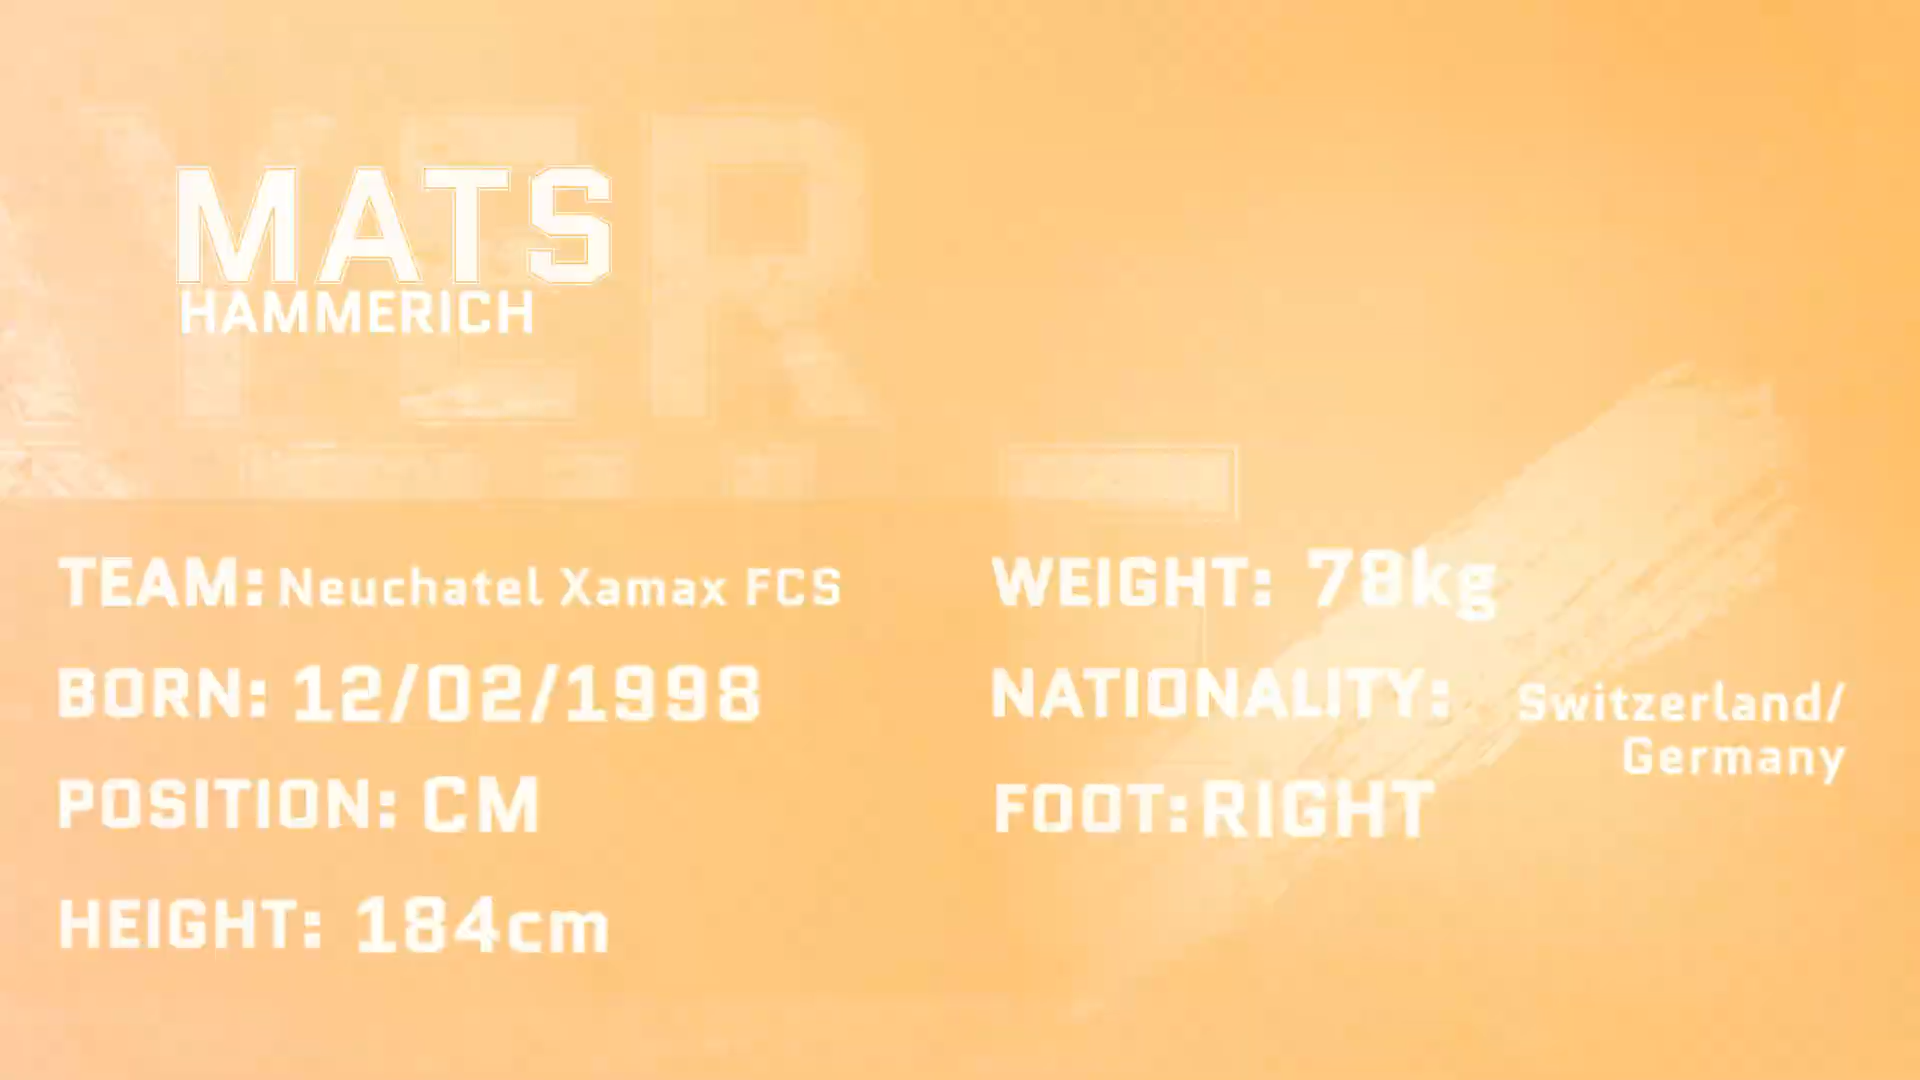 MATS
HAMMERICH
TEAM: Neuchatel Xamax FCS
BORN: 12/02/1998
POSITION: CM
HEIGHT: 184cm
WEIGHT: 78kg
NATIONALITY: Switzerland/
Germany
FOOT: RIGHT